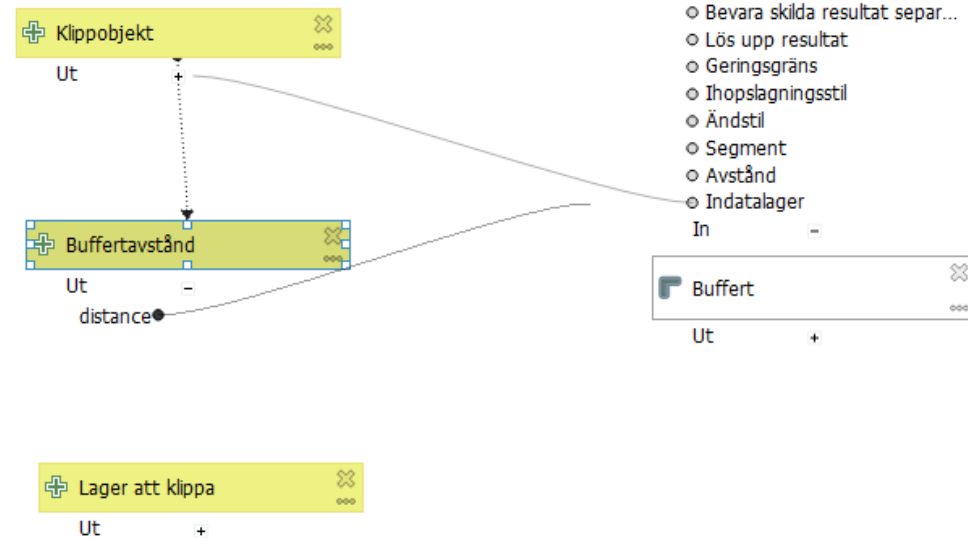 Klippobjekt
Ut
Buffertavstånd
Ut
distance
Lager att klippa
Ut
Bevara skilda resultat separ...
Lös upp resultat
Geringsgräns
Ihopslagningsstil
Ändstil
Segment
Avstånd
Indatalager
In
Buffert
Ut